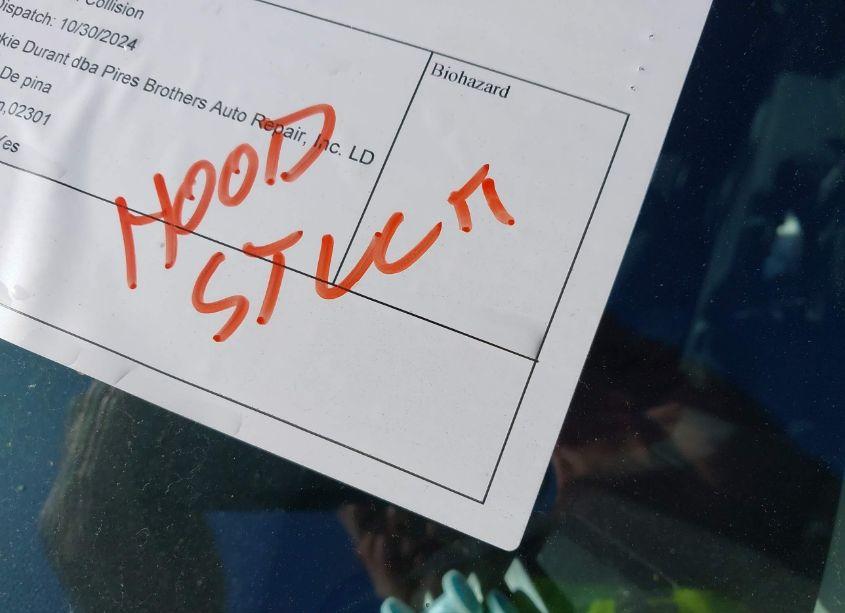 Collision
ispatch: 10/30/2024
kie Durant dba Pires Brothers Auto Repair, Inc. LD
De pina
n,02301
Yes
Biohazard
HOOD
STUCK